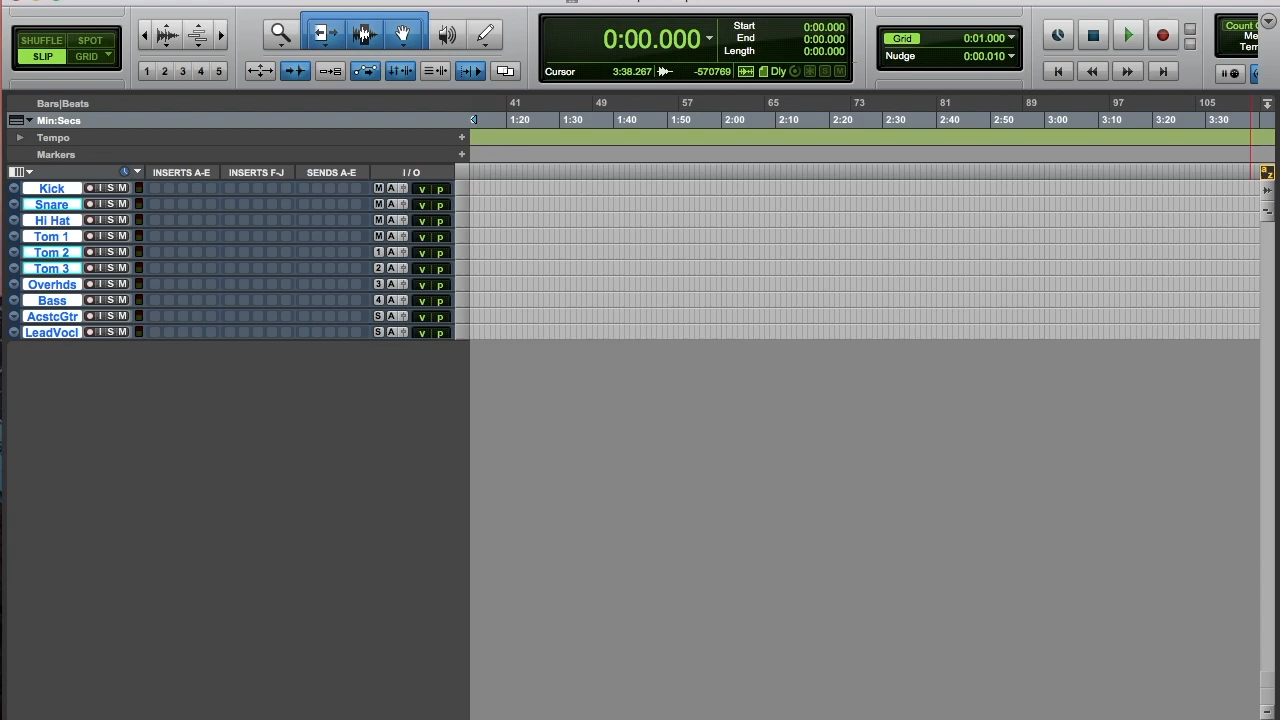 SHUFFLE SPOT
SLIP GRID
1 2 3 4 5
0:00.000
Start 0:00.000
End 0:00.000
Length 0:00.000
Cursor 3:38.267 -570769 Dly S M
Grid 0:01.000
Nudge 0:00.010
Count
Me
Tem
Bars|Beats 41 49 57 65 73 81 89 97 105
Min:Secs 1:20 1:30 1:40 1:50 2:00 2:10 2:20 2:30 2:40 2:50 3:00 3:10 3:20 3:30
Tempo +
Markers +
INSERTS A-E INSERTS F-J SENDS A-E I / O a z
Kick I S M M A v p
Snare I S M M A v p
Hi Hat I S M M A v p
Tom 1 I S M M A v p
Tom 2 I S M 1 A v p
Tom 3 I S M 2 A v p
Overhds I S M 3 A v p
Bass I S M 4 A v p
AcstcGtr I S M S A v p
LeadVocl I S M S A v p